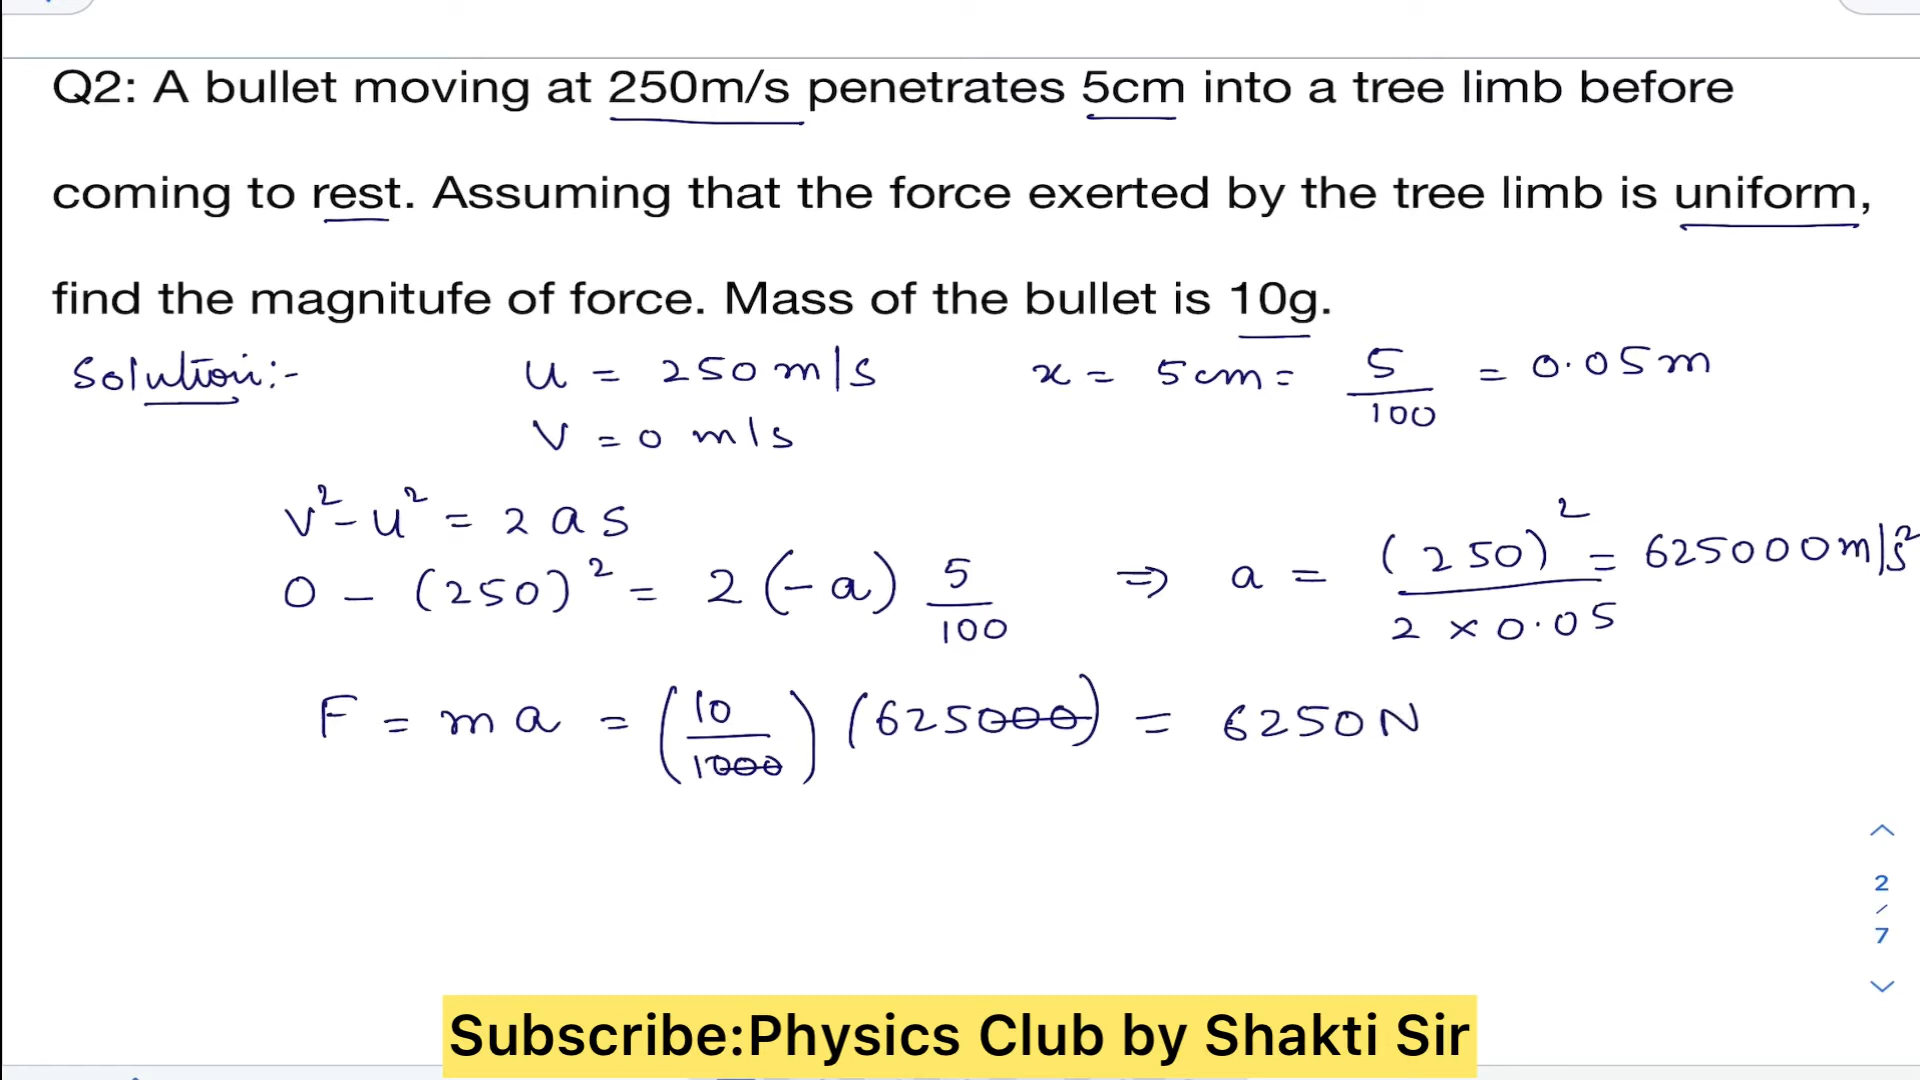 Q2: A bullet moving at 250m/s penetrates 5cm into a tree limb before
coming to rest. Assuming that the force exerted by the tree limb is uniform,
find the magnitufe of force. Mass of the bullet is 10g.
Solution:-
u = 250 m/s
x = 5cm = 5/100 = 0.05m
v = 0 m/s
v² - u² = 2as
0 - (250)² = 2(-a) 5/100 ⇒ a = (250)²/2 × 0.05 = 625000 m/s²
F = ma = (10/1000) (625000) = 6250N
2
/
7
Subscribe:Physics Club by Shakti Sir